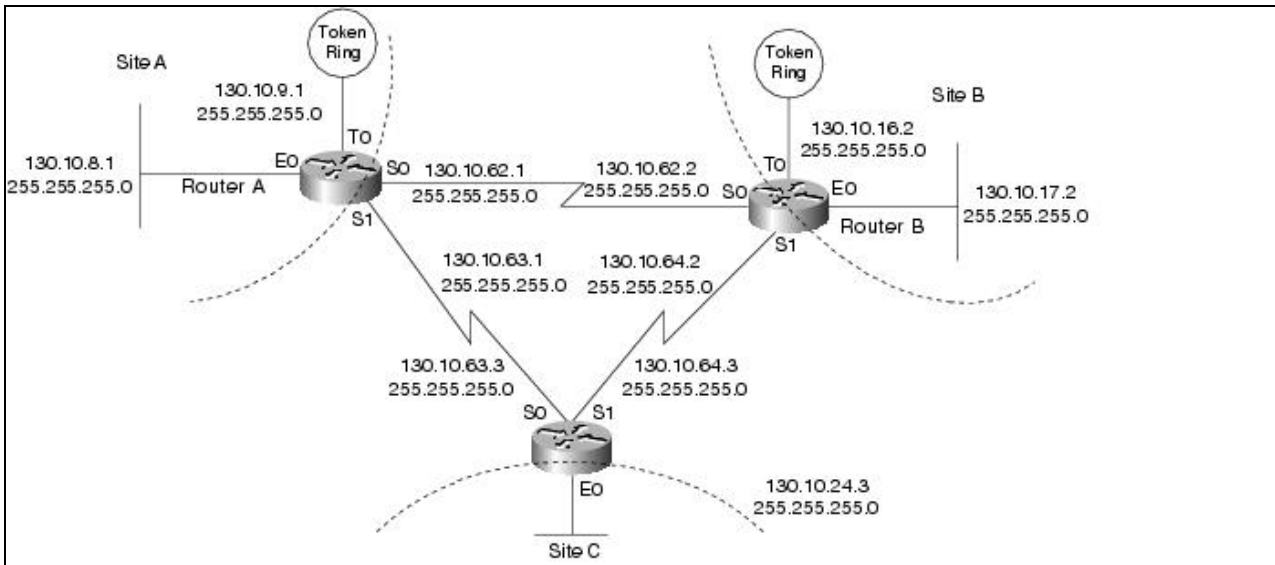 Token
Ring
Site A
130.10.9.1
255.255.255.0
T0
130.10.8.1
255.255.255.0
E0
Router A
S0
S1
130.10.62.1
255.255.255.0
130.10.62.2
255.255.255.0
Token
Ring
Site B
130.10.16.2
255.255.255.0
T0
S0
E0
S1
Router B
130.10.17.2
255.255.255.0
130.10.63.1
255.255.255.0
130.10.64.2
255.255.255.0
130.10.63.3
255.255.255.0
130.10.64.3
255.255.255.0
S0
S1
E0
130.10.24.3
255.255.255.0
Site C